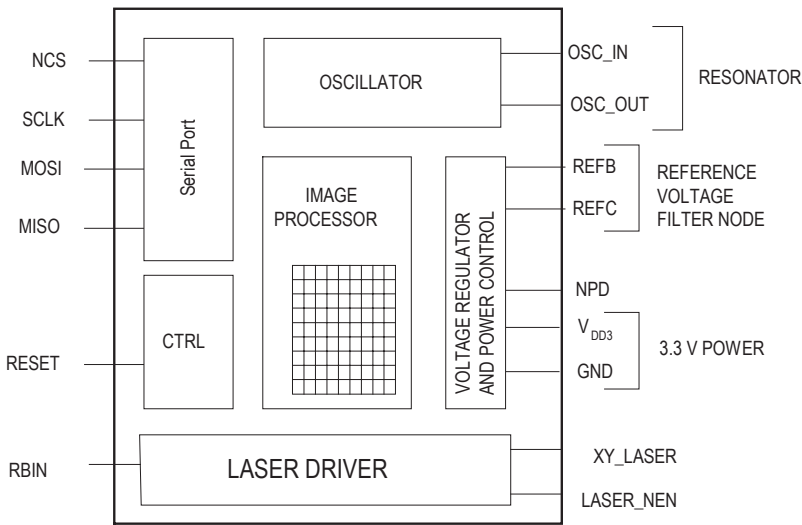 NCS
SCLK
MOSI
MISO
RESET
RBIN
Serial Port
CTRL
OSCILLATOR
IMAGE
PROCESSOR
VOLTAGE REGULATOR
AND POWER CONTROL
LASER DRIVER
OSC_IN
OSC_OUT
RESONATOR
REFB
REFC
REFERENCE
VOLTAGE
FILTER NODE
NPD
VDD3
GND
3.3 V POWER
XY_LASER
LASER_NEN